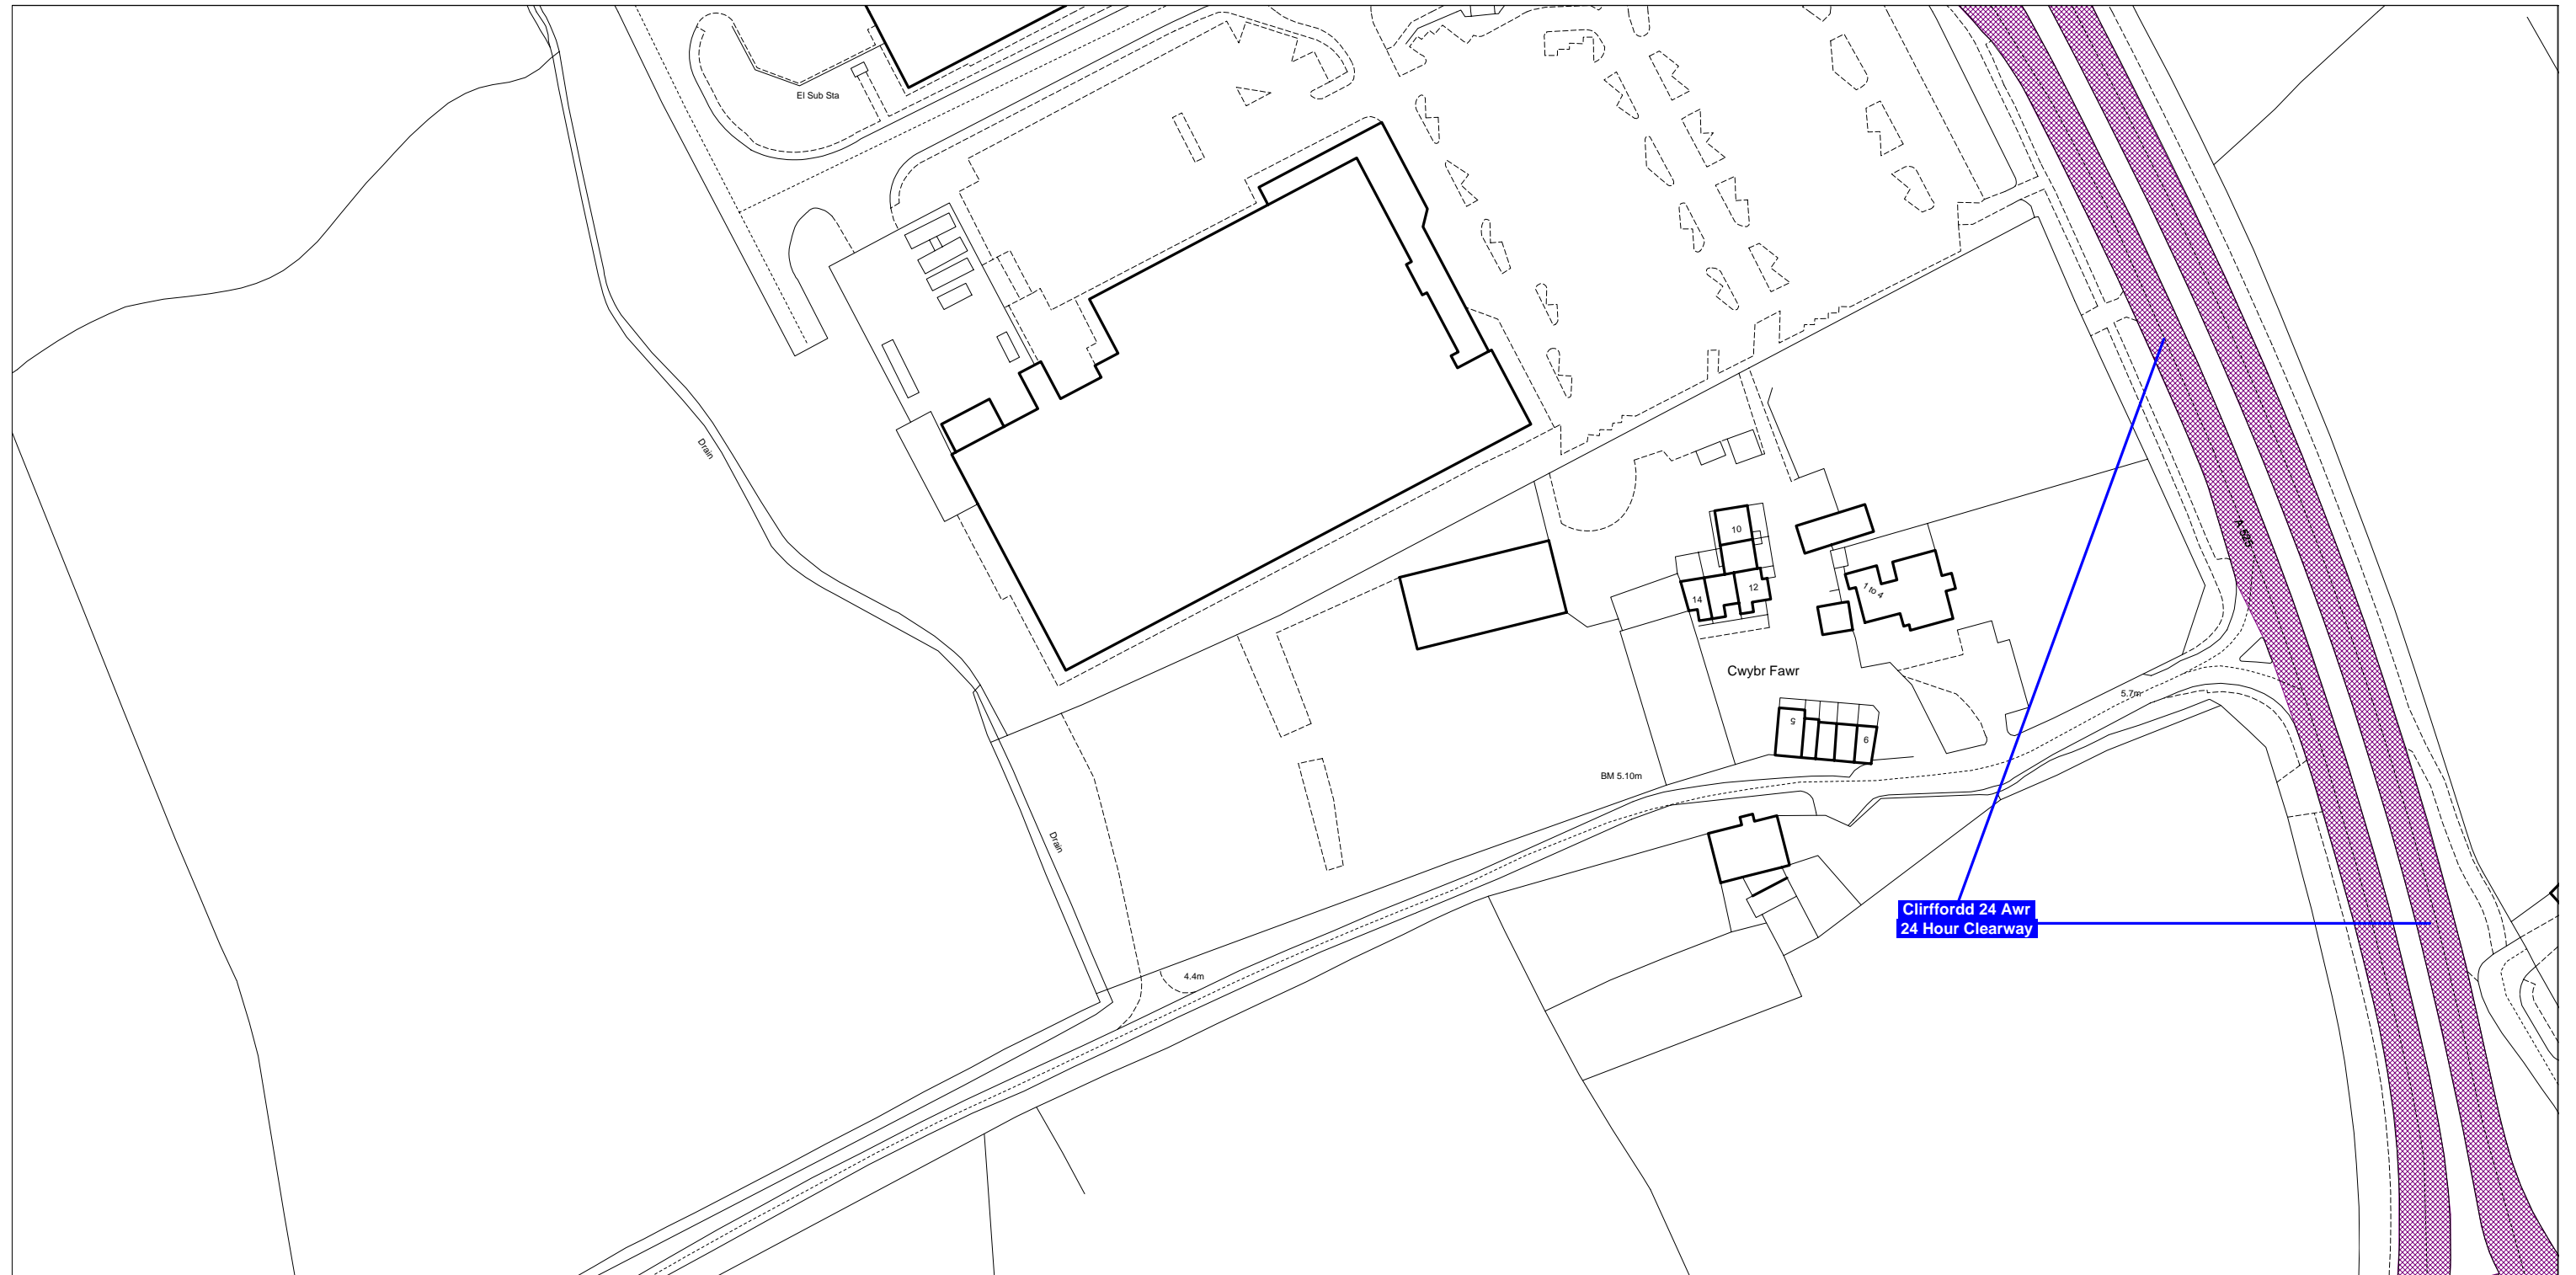 El Sub Sta
Drain
A 525
10
12
14
1 to 4
Cwybr Fawr
5.7m
5
9
BM 5.10m
Drain
Clirffordd 24 Awr
24 Hour Clearway
4.4m